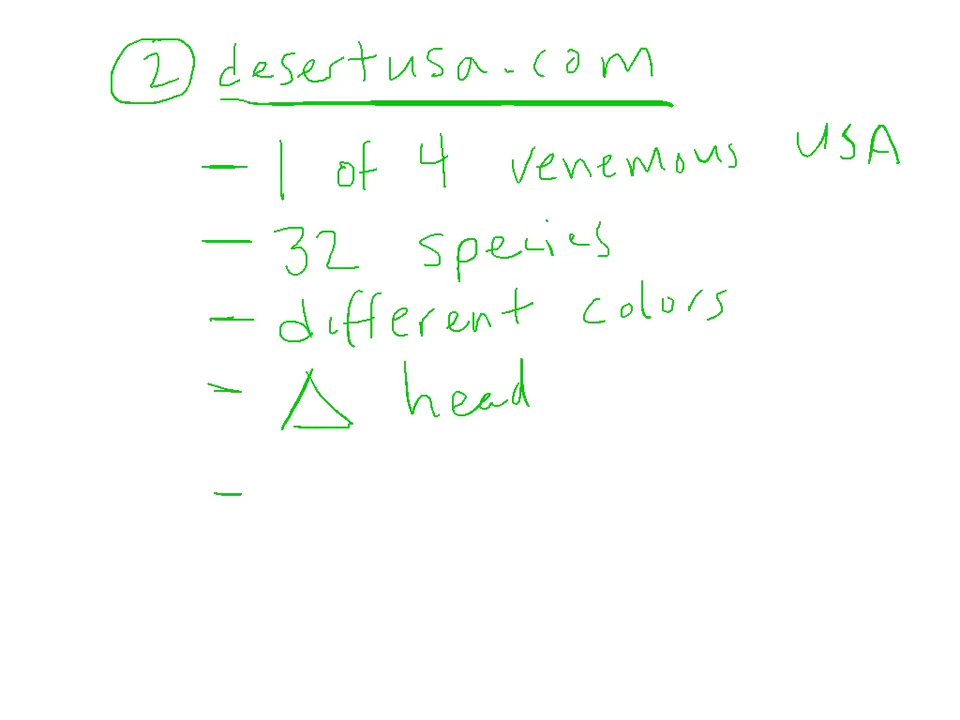 ② desertusa.com
- 1 of 4 venemous USA
- 32 species
- different colors
- △ head
-